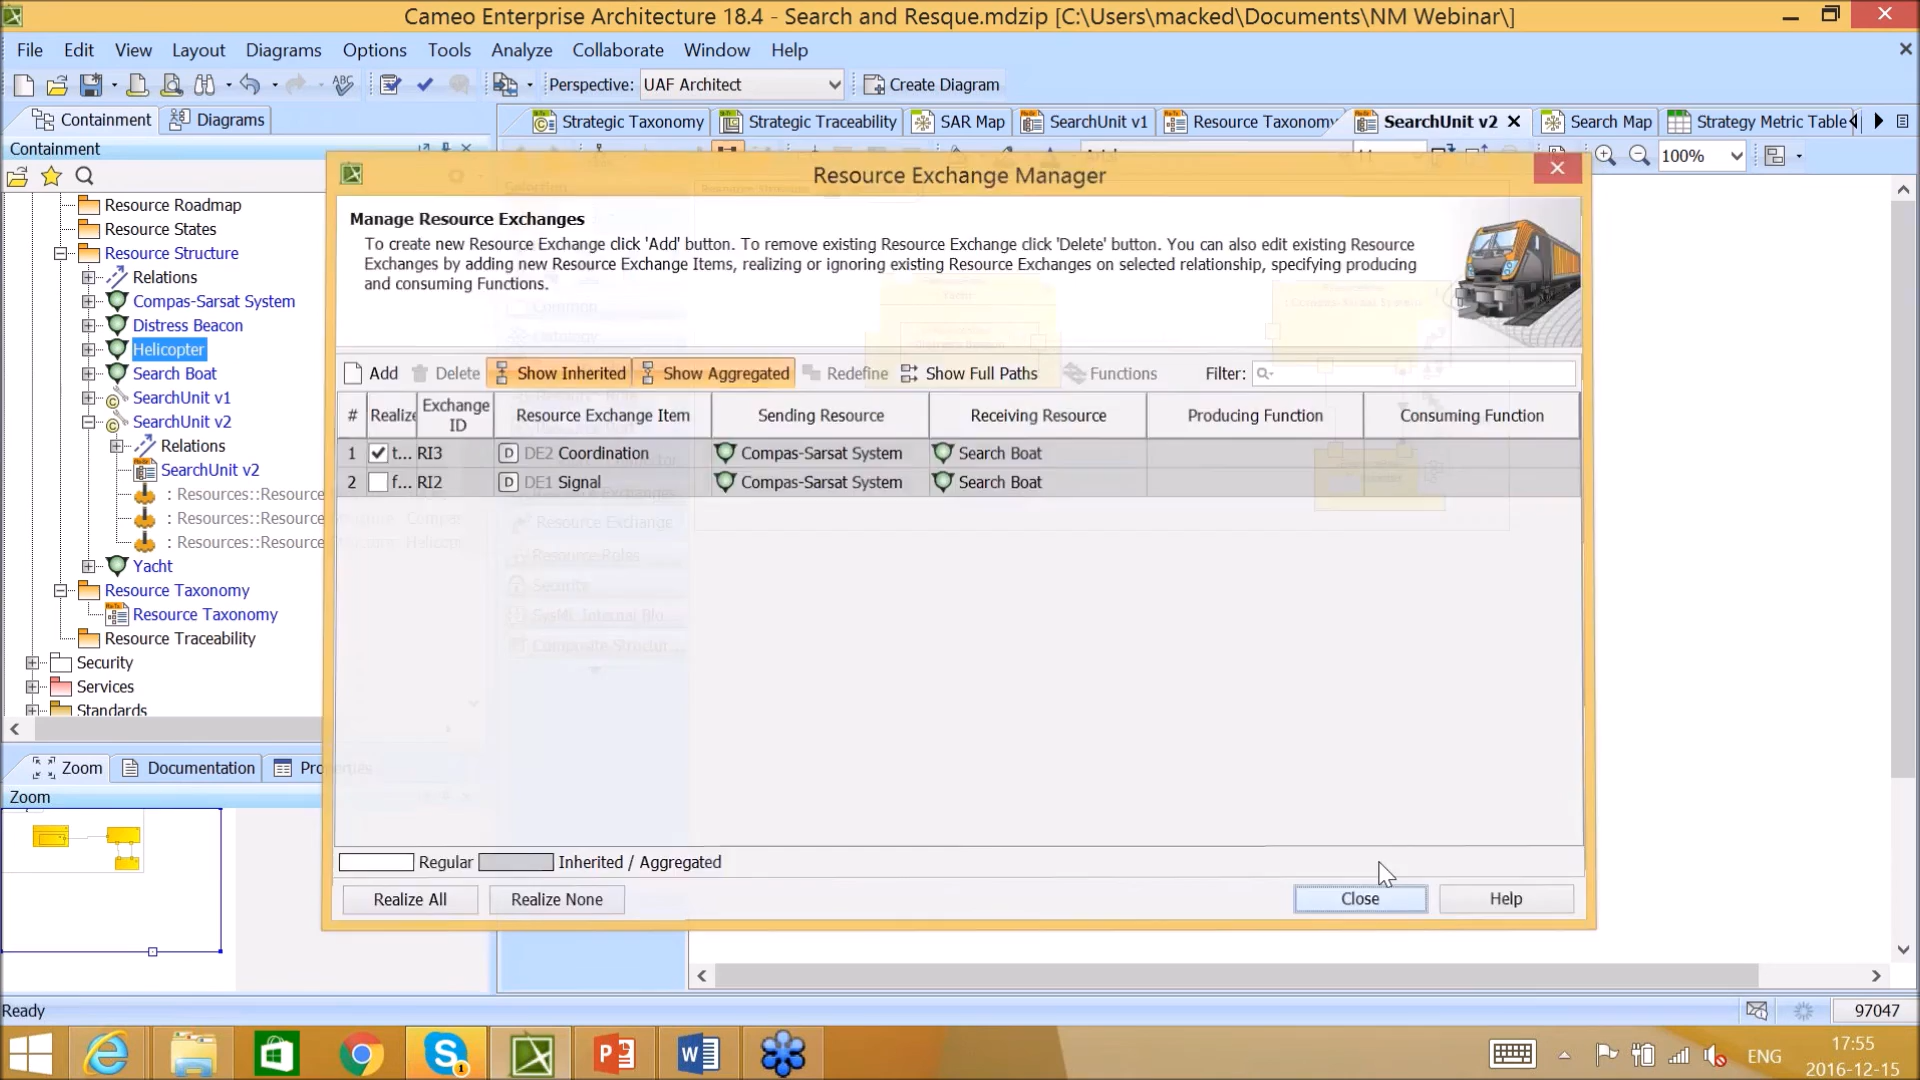 Cameo Enterprise Architecture 18.4 - Search and Resque.mdzip [C:\Users\macked\Documents\NM Webinar\]
File Edit View Layout Diagrams Options Tools Analyze Collaborate Window Help
Perspective: UAF Architect Create Diagram
Containment Diagrams
Strategic Taxonomy Strategic Traceability SAR Map SearchUnit v1 Resource Taxonomy SearchUnit v2 Search Map Strategy Metric Table
Containment
100%
Resource Roadmap
Resource States
Resource Structure
Relations
Compas-Sarsat System
Distress Beacon
Helicopter
Search Boat
SearchUnit v1
SearchUnit v2
Relations
SearchUnit v2
: Resources::Resource
: Resources::Resource
: Resources::Resource
Yacht
Resource Taxonomy
Resource Taxonomy
Resource Traceability
Security
Services
Standards
Zoom Documentation Properties
Zoom
Resource Exchange Manager
Manage Resource Exchanges
To create new Resource Exchange click 'Add' button. To remove existing Resource Exchange click 'Delete' button. You can also edit existing Resource
Exchanges by adding new Resource Exchange Items, realizing or ignoring existing Resource Exchanges on selected relationship, specifying producing
and consuming Functions.
Add Delete Show Inherited Show Aggregated Redefine Show Full Paths Functions Filter:
# Realize Exchange ID Resource Exchange Item Sending Resource Receiving Resource Producing Function Consuming Function
1 t... RI3 D DE2 Coordination Compas-Sarsat System Search Boat
2 f... RI2 D DE1 Signal Compas-Sarsat System Search Boat
Resource Exchange
Resource Roles
Security
Regular Inherited / Aggregated
Realize All Realize None Close Help
Ready
97047
ENG
17:55
2016-12-15